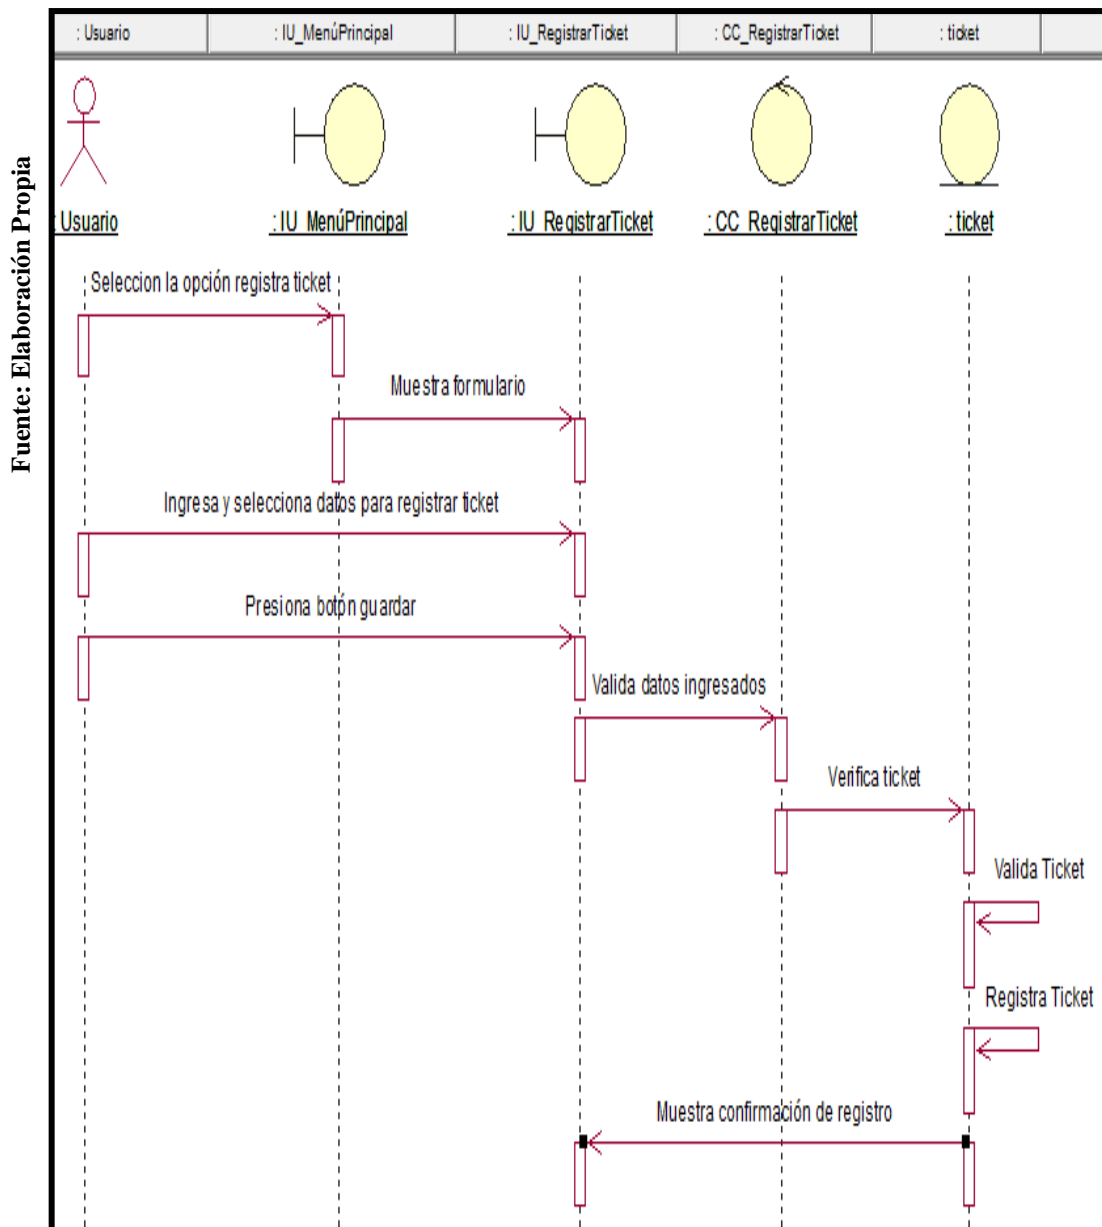 : Usuario
: IU_MenúPrincipal
: IU_RegistrarTicket
: CC_RegistrarTicket
: ticket
Fuente: Elaboración Propia
: Usuario
: IU_MenúPrincipal
: IU_RegistrarTicket
: CC_RegistrarTicket
: ticket
Seleccion la opción registra ticket
Muestra formulario
Ingresa y selecciona datos para registrar ticket
Presiona botón guardar
Valida datos ingresados
Verifica ticket
Valida Ticket
Registra Ticket
Muestra confirmación de registro